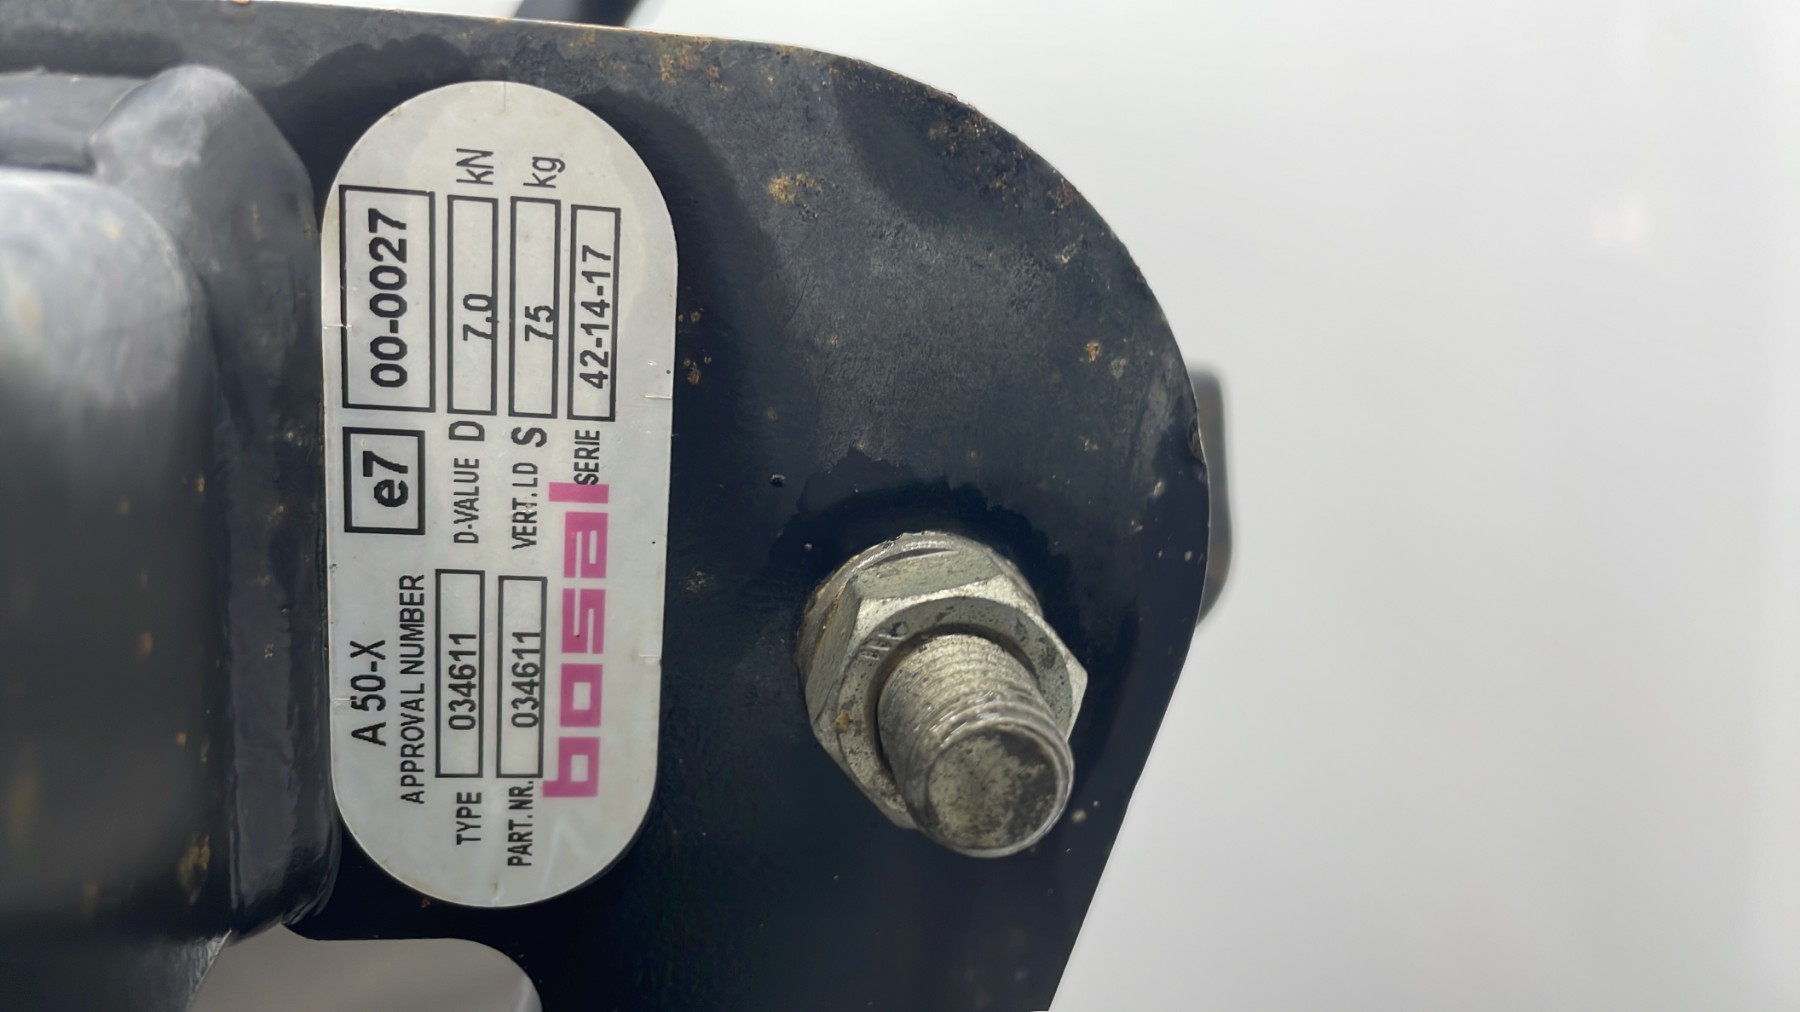 A 50-X e7 00-0027
APPROVAL NUMBER
TYPE 034611 D-VALUE D 7.0 kN
PART.NR. 034611 VERT.LD S 75 kg
bosal SERIE 42-14-17